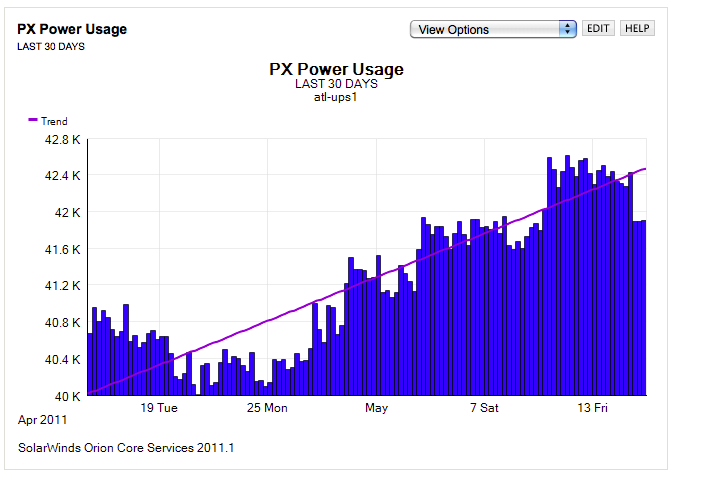 PX Power Usage
LAST 30 DAYS
View Options
EDIT
HELP
PX Power Usage
LAST 30 DAYS
atl-ups1
Trend
42.8 K
42.4 K
42 K
41.6 K
41.2 K
40.8 K
40.4 K
40 K
19 Tue
25 Mon
May
7 Sat
13 Fri
Apr 2011
SolarWinds Orion Core Services 2011.1